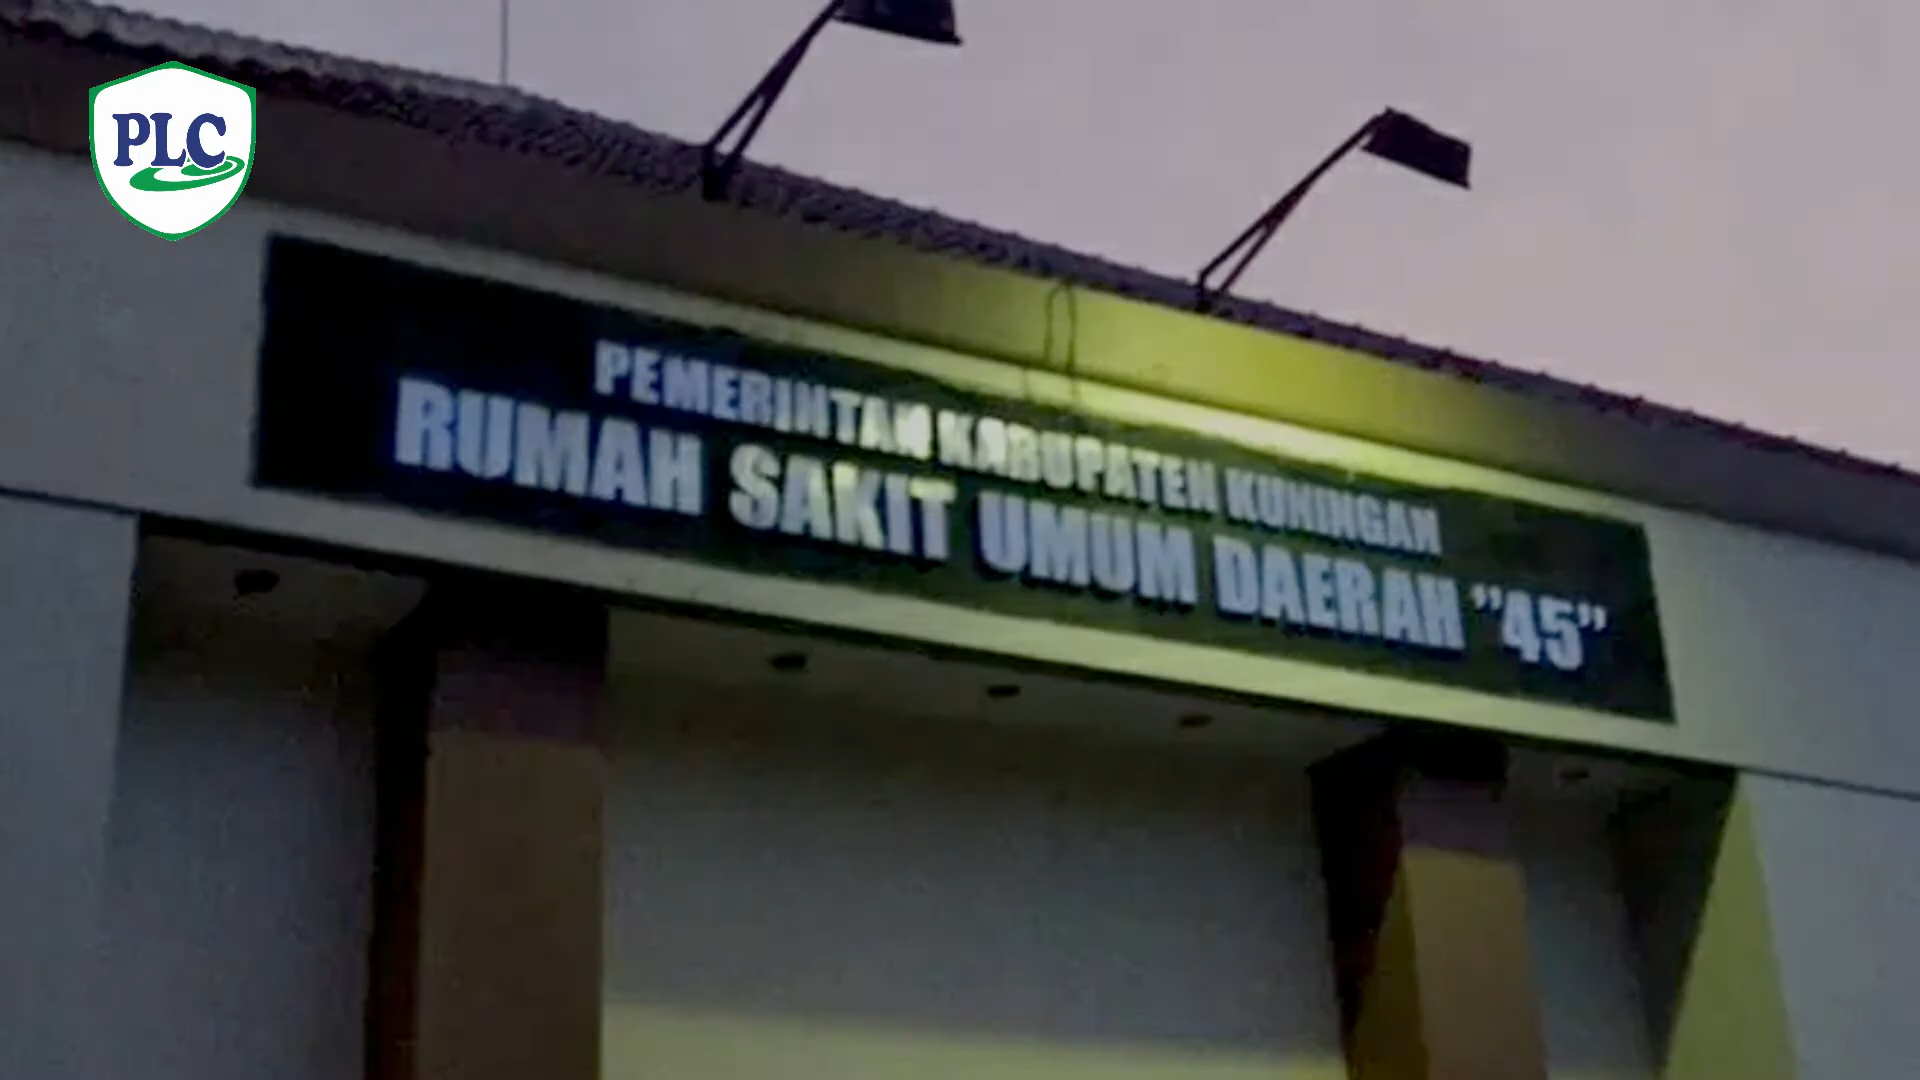 PLC
PEMERINTAH KABUPATEN KUNINGAN
RUMAH SAKIT UMUM DAERAH "45"